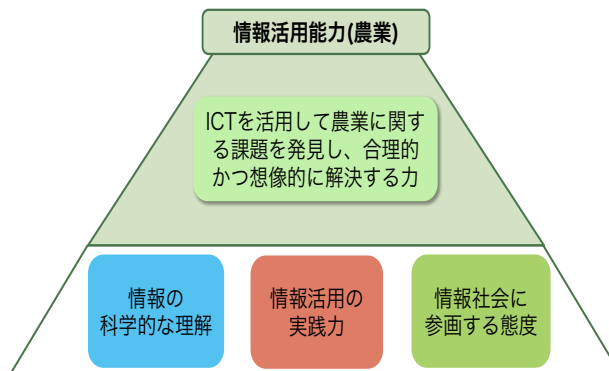 情報活用能力(農業)
ICTを活用して農業に関す
る課題を発見し、合理的
かつ想像的に解決する力
情報の
科学的な理解
情報活用の
実践力
情報社会に
参画する態度